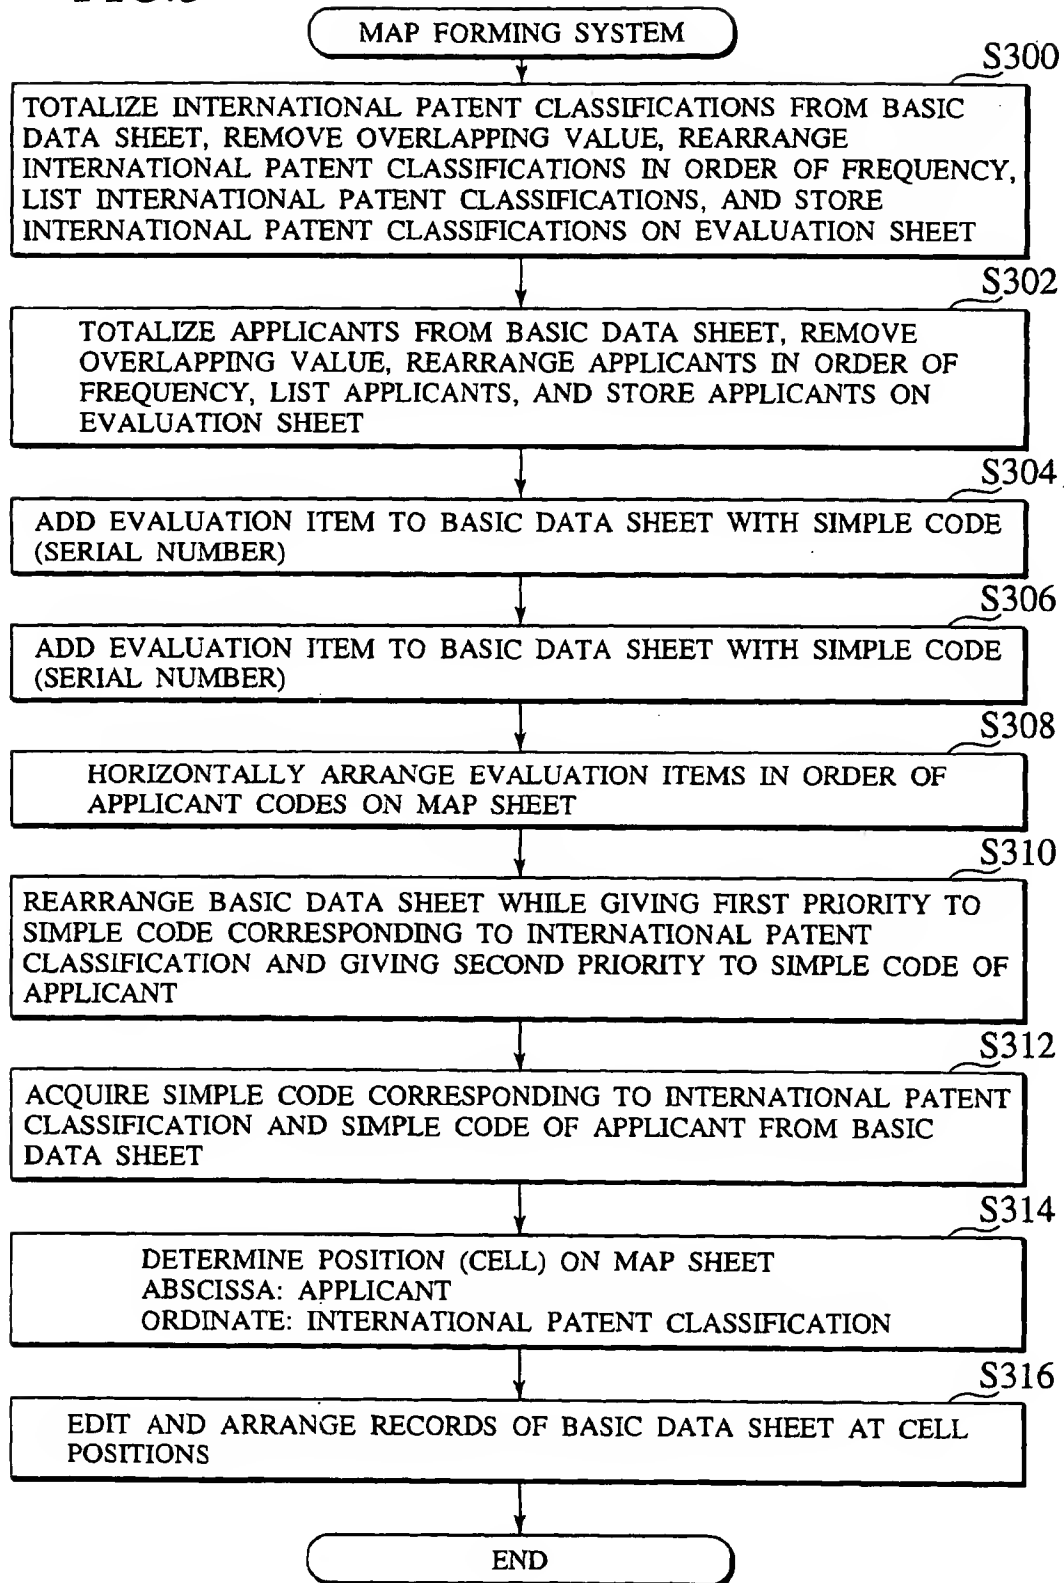 MAP FORMING SYSTEM
S300
TOTALIZE INTERNATIONAL PATENT CLASSIFICATIONS FROM BASIC
DATA SHEET, REMOVE OVERLAPPING VALUE, REARRANGE
INTERNATIONAL PATENT CLASSIFICATIONS IN ORDER OF FREQUENCY,
LIST INTERNATIONAL PATENT CLASSIFICATIONS, AND STORE
INTERNATIONAL PATENT CLASSIFICATIONS ON EVALUATION SHEET
S302
TOTALIZE APPLICANTS FROM BASIC DATA SHEET, REMOVE
OVERLAPPING VALUE, REARRANGE APPLICANTS IN ORDER OF
FREQUENCY, LIST APPLICANTS, AND STORE APPLICANTS ON
EVALUATION SHEET
S304
ADD EVALUATION ITEM TO BASIC DATA SHEET WITH SIMPLE CODE
(SERIAL NUMBER)
S306
ADD EVALUATION ITEM TO BASIC DATA SHEET WITH SIMPLE CODE
(SERIAL NUMBER)
S308
HORIZONTALLY ARRANGE EVALUATION ITEMS IN ORDER OF
APPLICANT CODES ON MAP SHEET
S310
REARRANGE BASIC DATA SHEET WHILE GIVING FIRST PRIORITY TO
SIMPLE CODE CORRESPONDING TO INTERNATIONAL PATENT
CLASSIFICATION AND GIVING SECOND PRIORITY TO SIMPLE CODE OF
APPLICANT
S312
ACQUIRE SIMPLE CODE CORRESPONDING TO INTERNATIONAL PATENT
CLASSIFICATION AND SIMPLE CODE OF APPLICANT FROM BASIC
DATA SHEET
S314
DETERMINE POSITION (CELL) ON MAP SHEET
ABSCISSA: APPLICANT
ORDINATE: INTERNATIONAL PATENT CLASSIFICATION
S316
EDIT AND ARRANGE RECORDS OF BASIC DATA SHEET AT CELL
POSITIONS
END